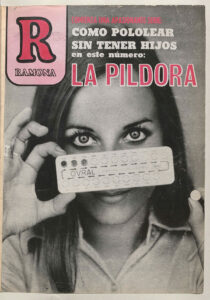 COMO POLOLEAR
SIN TENER HIJOS
en este número:
LA PILDORA
R
RAMONA
OVRAL